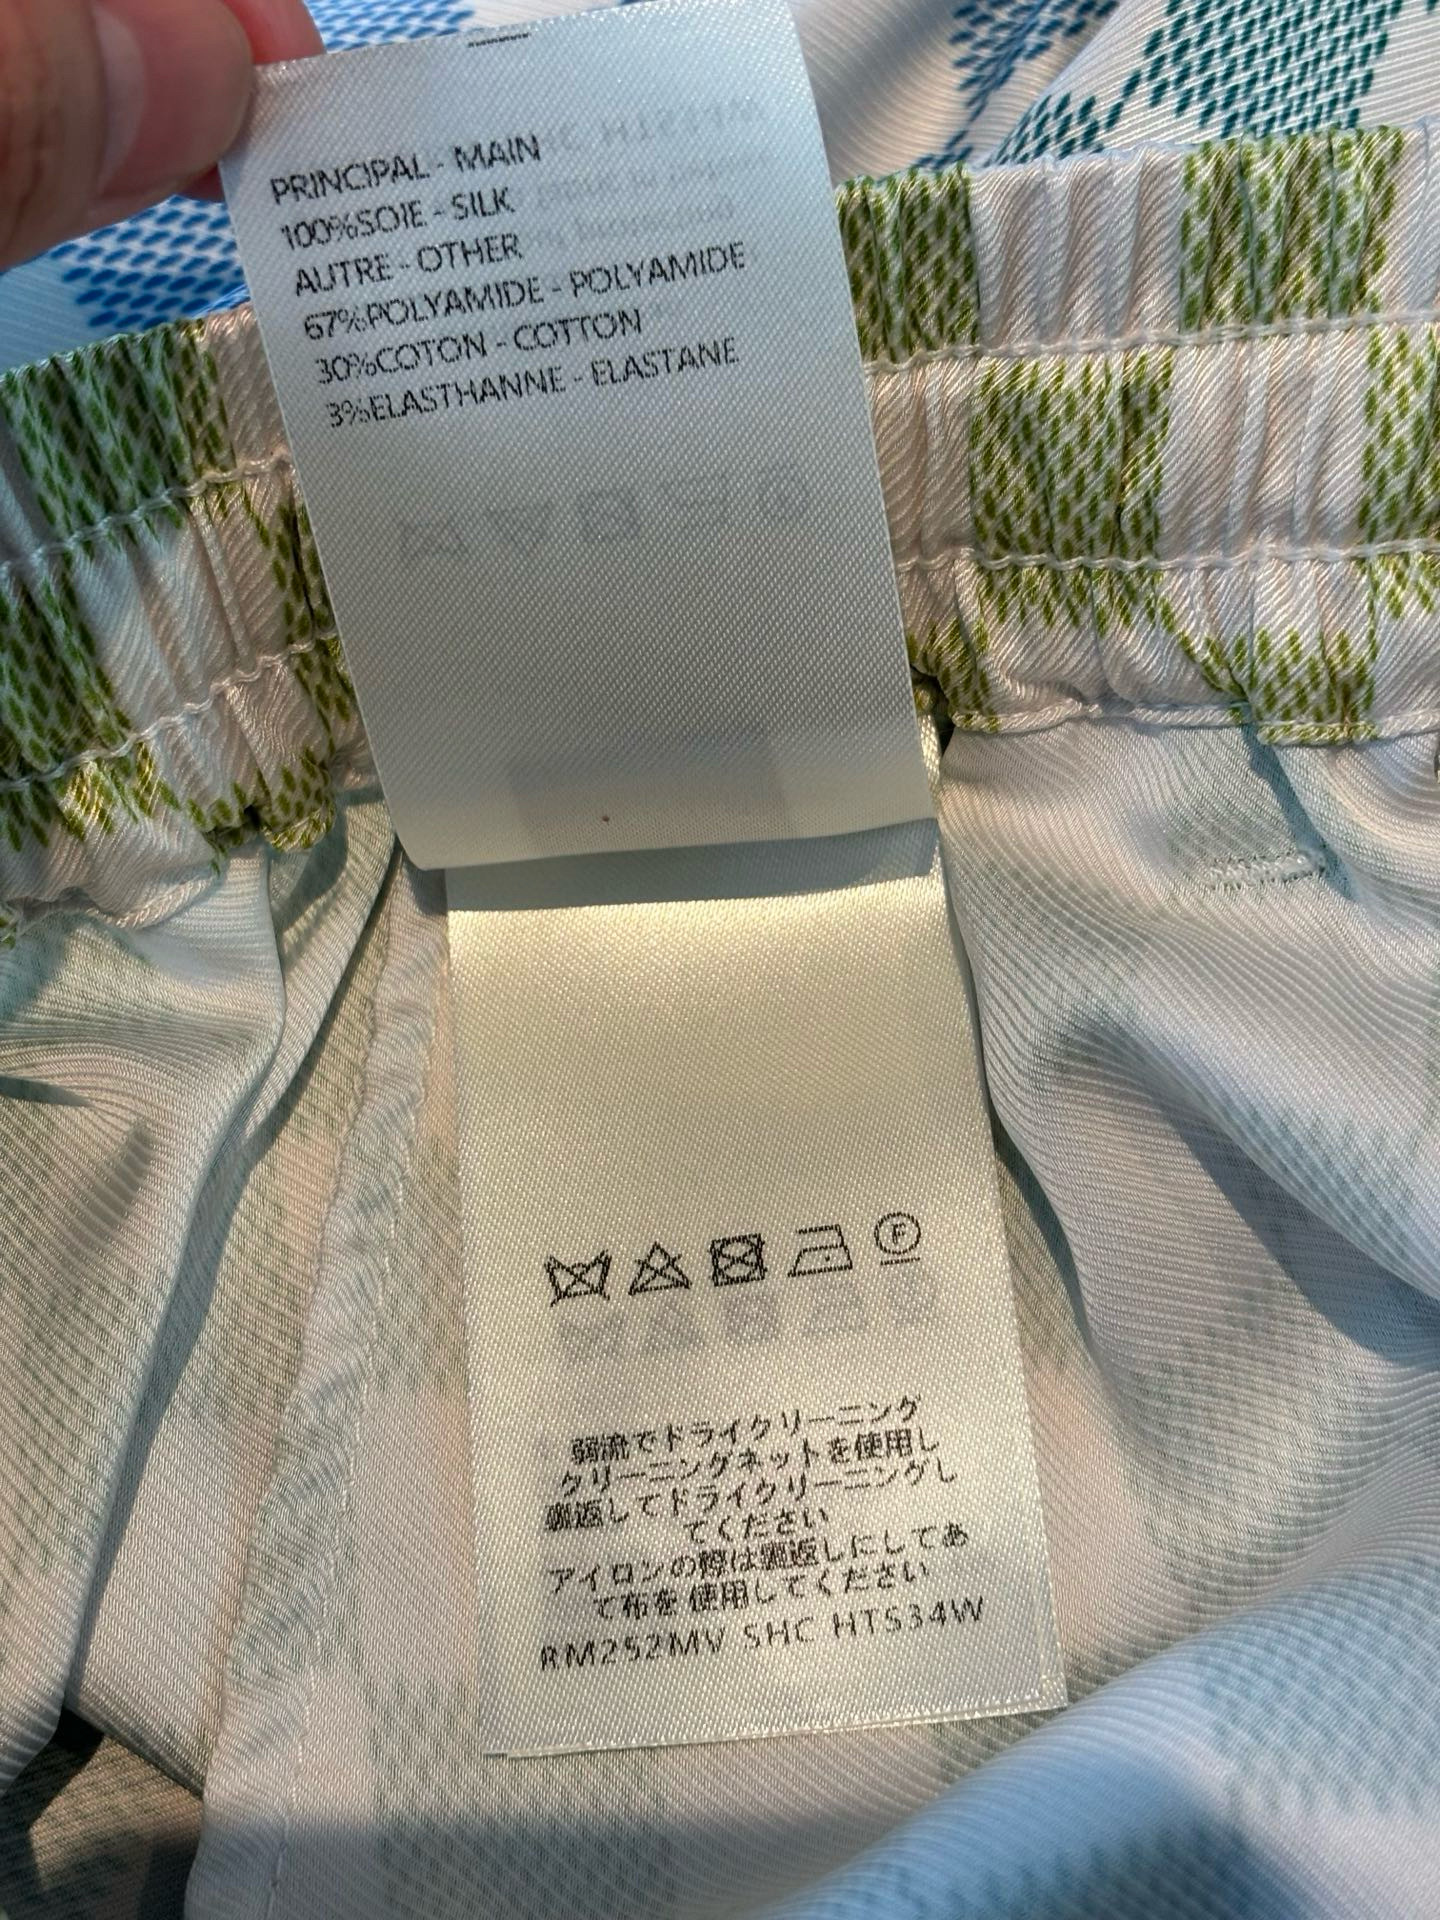 PRINCIPAL - MAIN
100%SOIE - SILK
AUTRE - OTHER
67%POLYAMIDE - POLYAMIDE
30%COTON - COTTON
3%ELASTHANNE - ELASTANE
F
弱流でドライクリーニング
クリーニングネットを使用し
裏返してドライクリーニングし
てください
アイロンの際は裏返しにしてあ
て布を 使用してください
RM252MV SHC HTS34W